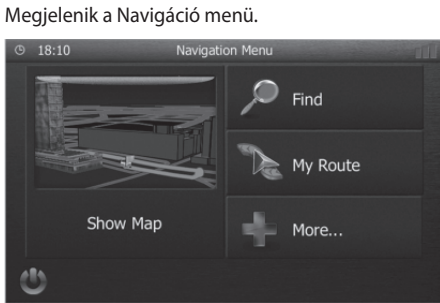 Megjelenik a Navigáció menü.
18:10 Navigation Menu
Find
My Route
Show Map
More...